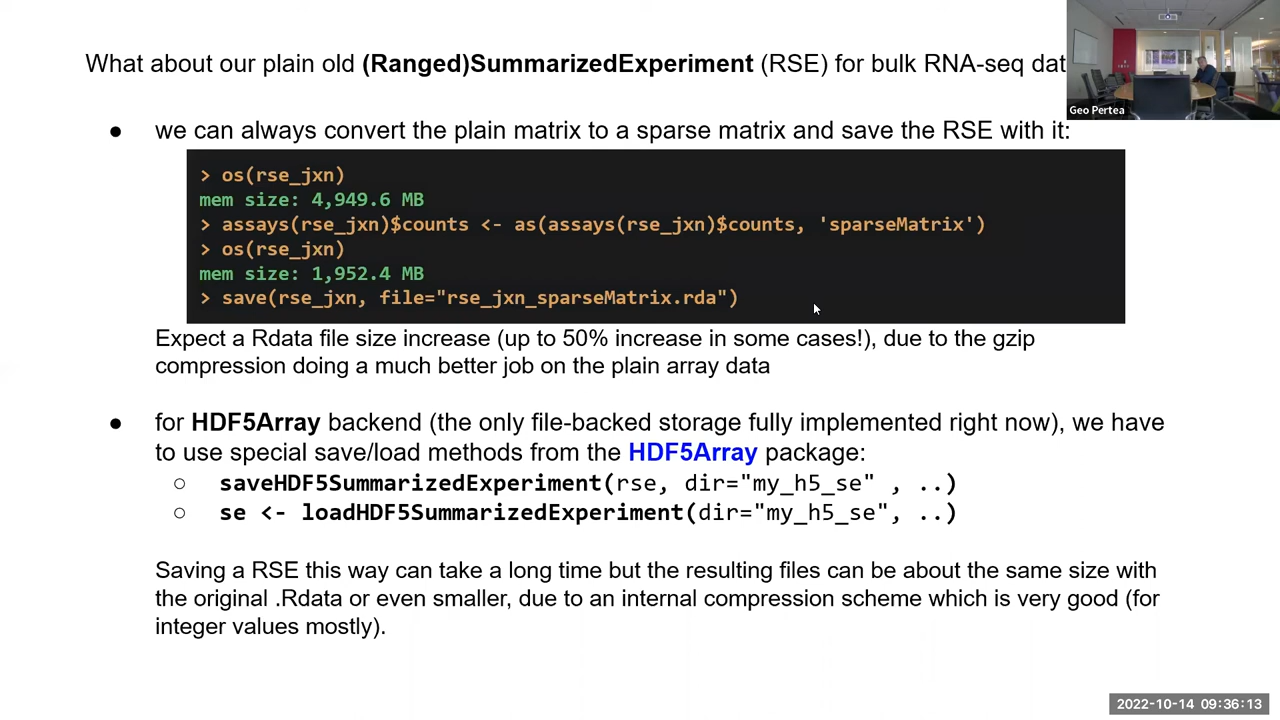 What about our plain old (Ranged)SummarizedExperiment (RSE) for bulk RNA-seq dat
Geo Pertea
● we can always convert the plain matrix to a sparse matrix and save the RSE with it:
> os(rse_jxn)
mem size: 4,949.6 MB
> assays(rse_jxn)$counts <- as(assays(rse_jxn)$counts, 'sparseMatrix')
> os(rse_jxn)
mem size: 1,952.4 MB
> save(rse_jxn, file="rse_jxn_sparseMatrix.rda")
Expect a Rdata file size increase (up to 50% increase in some cases!), due to the gzip
compression doing a much better job on the plain array data
● for HDF5Array backend (the only file-backed storage fully implemented right now), we have
to use special save/load methods from the HDF5Array package:
○ saveHDF5SummarizedExperiment(rse, dir="my_h5_se" , ..)
○ se <- loadHDF5SummarizedExperiment(dir="my_h5_se", ..)
Saving a RSE this way can take a long time but the resulting files can be about the same size with
the original .Rdata or even smaller, due to an internal compression scheme which is very good (for
integer values mostly).
2022-10-14 09:36:13